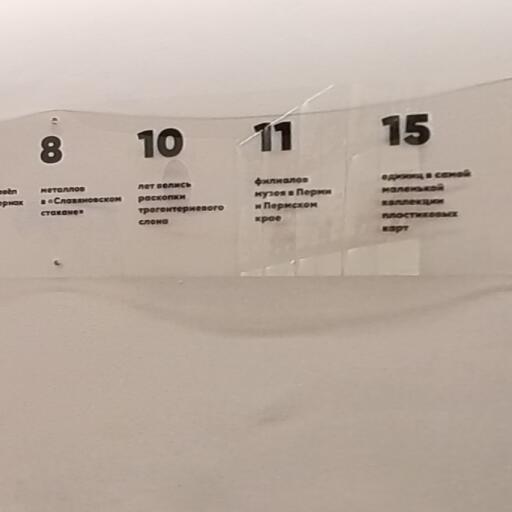 8
металлов
в «Славяновском
стакане»
10
лет велись
раскопки
трогонтериевого
слона
11
филиалов
музея в Перми
и Пермском
крае
15
единиц в самой
маленькой
коллекции
пластиковых
карт